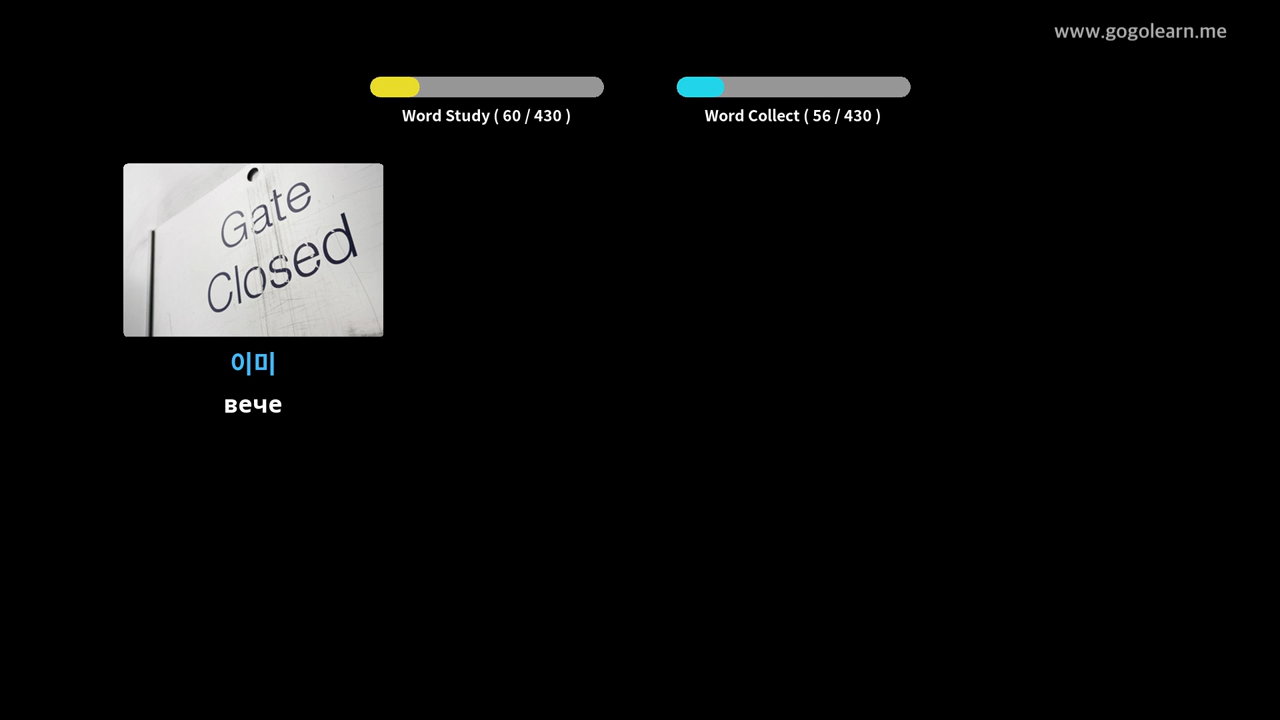 www.gogolearn.me
Word Study ( 60 / 430 )
Word Collect ( 56 / 430 )
Gate
Closed
이미
вече